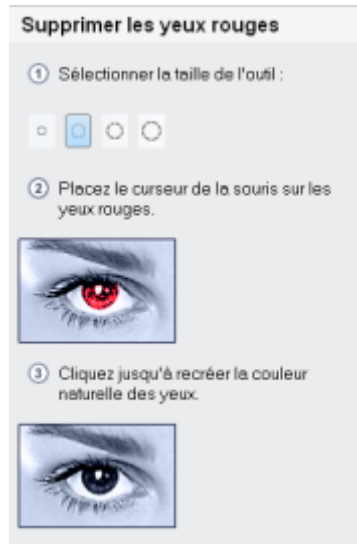 Supprimer les yeux rouges
1 Sélectionner la taille de l'outil :
2 Placez le curseur de la souris sur les
yeux rouges.
3 Cliquez jusqu'à recréer la couleur
naturelle des yeux.